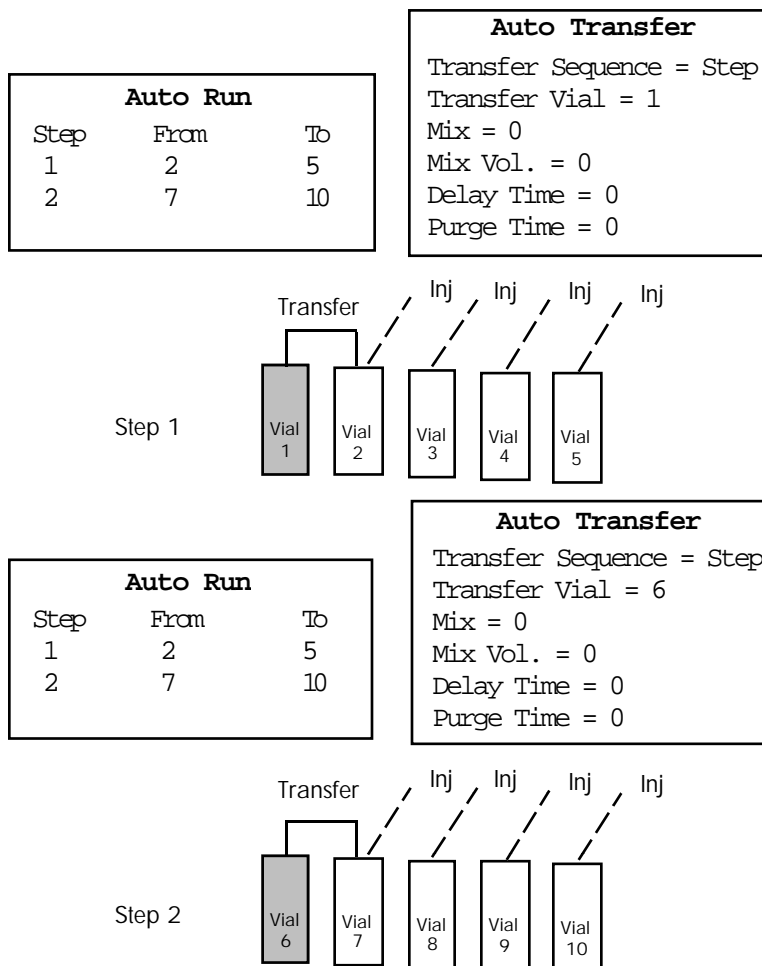 Auto Transfer
Transfer Sequence = Step
Transfer Vial = 1
Mix = 0
Mix Vol. = 0
Delay Time = 0
Purge Time = 0
Auto Run
Step From To
1 2 5
2 7 10
Transfer Inj Inj Inj Inj
Step 1
Vial 1
Vial 2
Vial 3
Vial 4
Vial 5
Auto Transfer
Transfer Sequence = Step
Transfer Vial = 6
Mix = 0
Mix Vol. = 0
Delay Time = 0
Purge Time = 0
Auto Run
Step From To
1 2 5
2 7 10
Transfer Inj Inj Inj Inj
Step 2
Vial 6
Vial 7
Vial 8
Vial 9
Vial 10